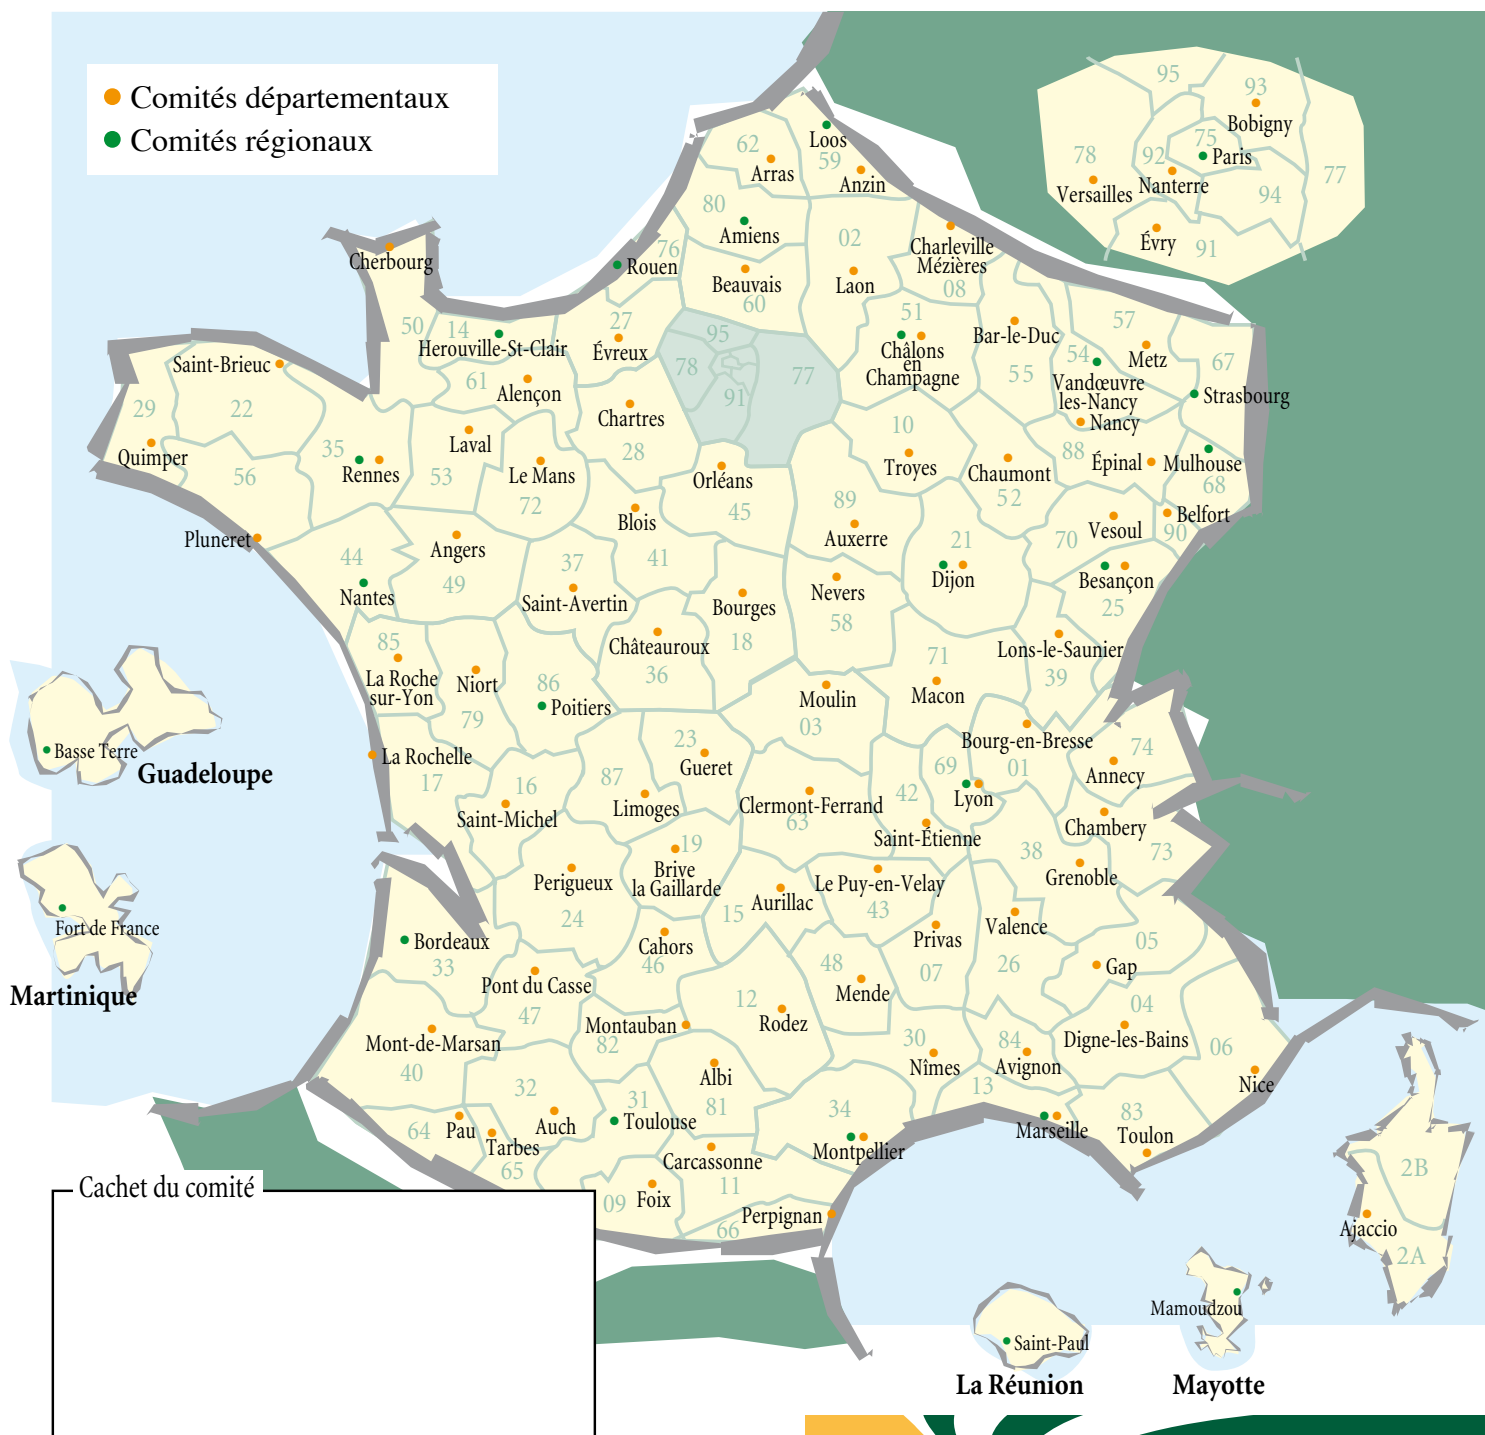 Comités départementaux
Comités régionaux
95
93
Bobigny
75
Paris
78
92
Versailles
Nanterre
77
94
Évry
91
Loos
62
59
Arras
Anzin
80
Amiens
02
Charleville
Mézières
08
76
Rouen
Cherbourg
Beauvais
60
Laon
51
50
14
Herouville-St-Clair
27
Évreux
95
Châlons
en
Champagne
Bar-le-Duc
57
54
Metz
67
Saint-Brieuc
61
Alençon
78
77
91
55
Vandœuvre
les-Nancy
Strasbourg
29
22
Chartres
Nancy
10
35
Laval
28
88
Quimper
Rennes
53
Le Mans
Troyes
Chaumont
Épinal
Mulhouse
56
Orléans
68
72
52
Blois
45
89
Belfort
Pluneret
Angers
Auxerre
Vesoul
90
44
37
41
21
70
Nantes
49
Saint-Avertin
Bourges
Nevers
Dijon
Besançon
25
85
Châteauroux
18
58
Lons-le-Saunier
La Roche
sur-Yon
Niort
86
36
71
39
Poitiers
Moulin
Macon
79
03
Basse Terre
Guadeloupe
La Rochelle
23
Gueret
Bourg-en-Bresse
74
17
16
87
69
01
Annecy
Limoges
Clermont-Ferrand
42
Lyon
Saint-Michel
63
Saint-Étienne
Chambery
19
38
73
Brive
la Gaillarde
Perigueux
Le Puy-en-Velay
Grenoble
Aurillac
24
15
43
Fort de France
Valence
Privas
Bordeaux
Cahors
05
33
46
48
07
26
Gap
Martinique
Pont du Casse
Mende
12
04
47
Montauban
Rodez
Mont-de-Marsan
82
30
84
Digne-les-Bains
06
40
Albi
Nîmes
Avignon
Nice
32
31
81
34
13
83
64
Pau
Auch
Toulouse
Marseille
Toulon
Tarbes
Montpellier
65
Carcassonne
2B
Cachet du comité
09
Foix
11
Perpignan
66
Ajaccio
2A
Mamoudzou
Saint-Paul
La Réunion
Mayotte